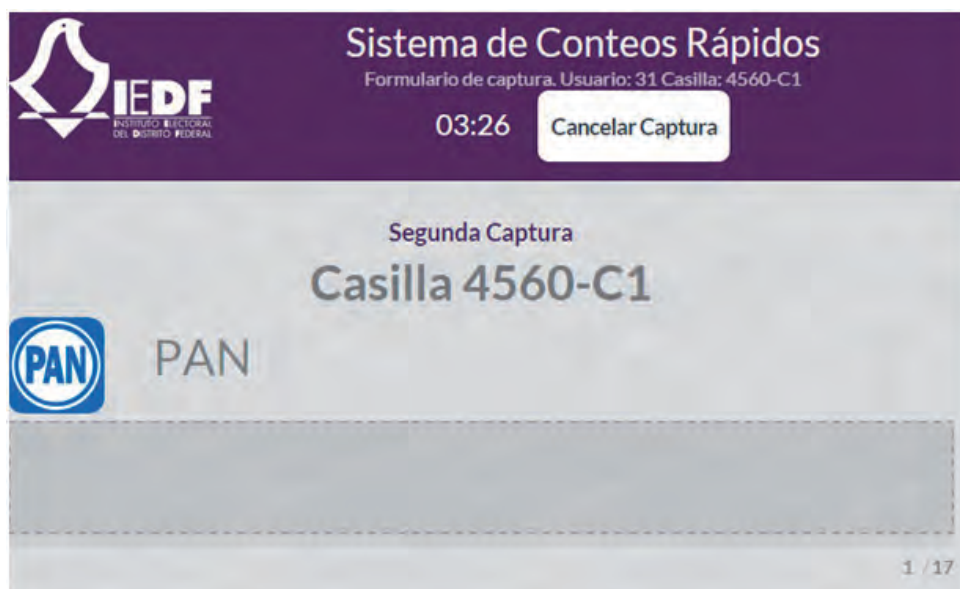 Sistema de Conteos Rápidos
Formulario de captura. Usuario: 31 Casilla: 4560-C1
IEDF
INSTITUTO ELECTORAL
DEL DISTRITO FEDERAL
03:26
Cancelar Captura
Segunda Captura
Casilla 4560-C1
PAN
PAN
1 /17